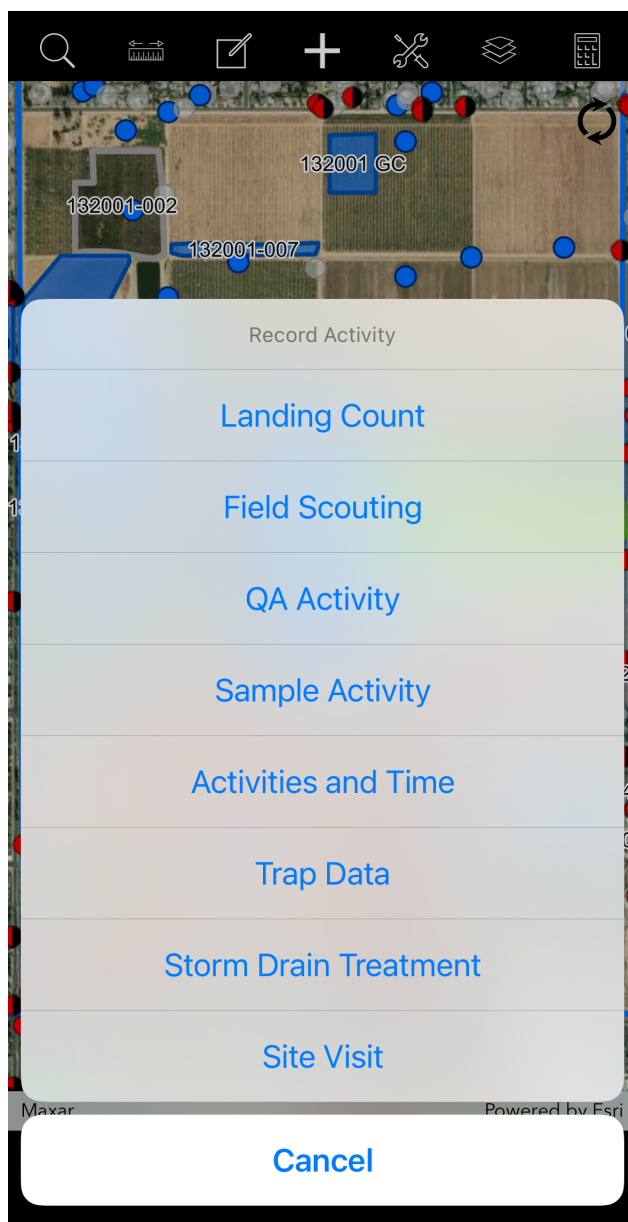 132001 GC
132001-002
132001-007
Record Activity
Landing Count
Field Scouting
QA Activity
Sample Activity
Activities and Time
Trap Data
Storm Drain Treatment
Site Visit
Maxar
Powered by Esri
Cancel